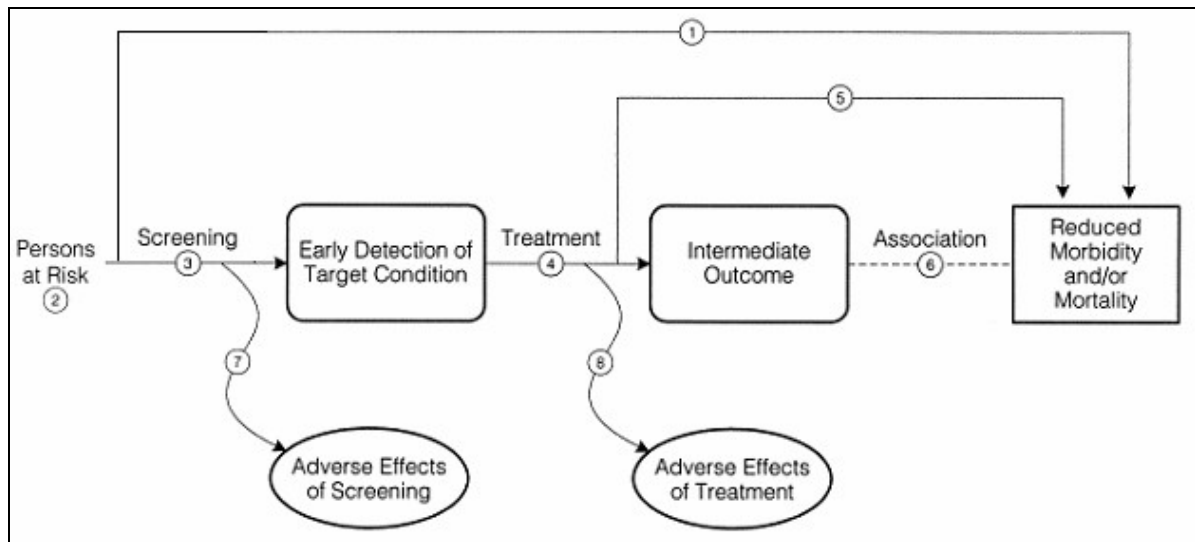 1
5
Persons
at Risk
2
Screening
3
Early Detection of
Target Condition
Treatment
4
Intermediate
Outcome
Association
6
Reduced
Morbidity
and/or
Mortality
7
8
Adverse Effects
of Screening
Adverse Effects
of Treatment